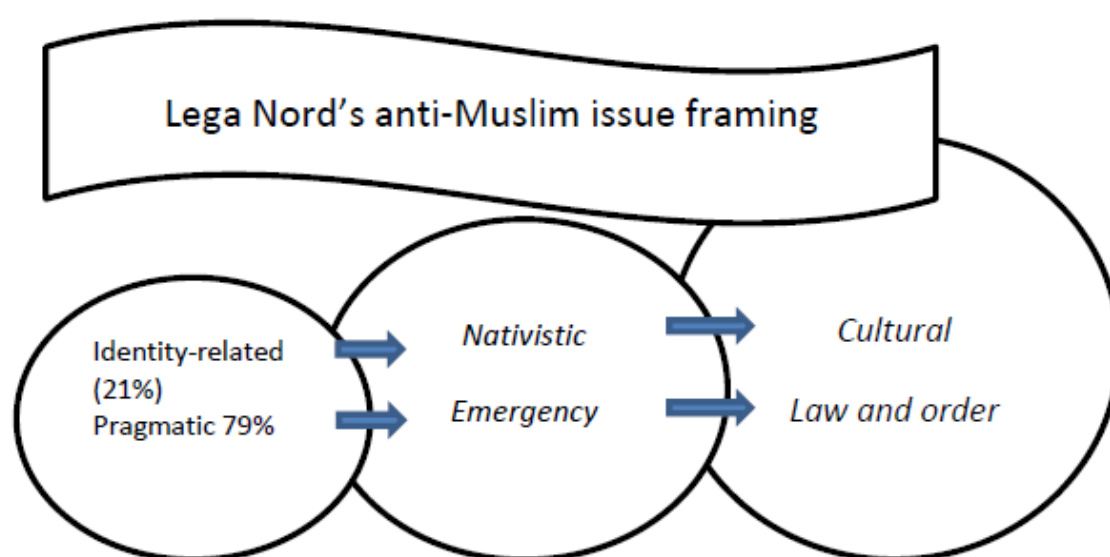 Lega Nord’s anti-Muslim issue framing
Identity-related
(21%)
Pragmatic 79%
Nativistic
Emergency
Cultural
Law and order